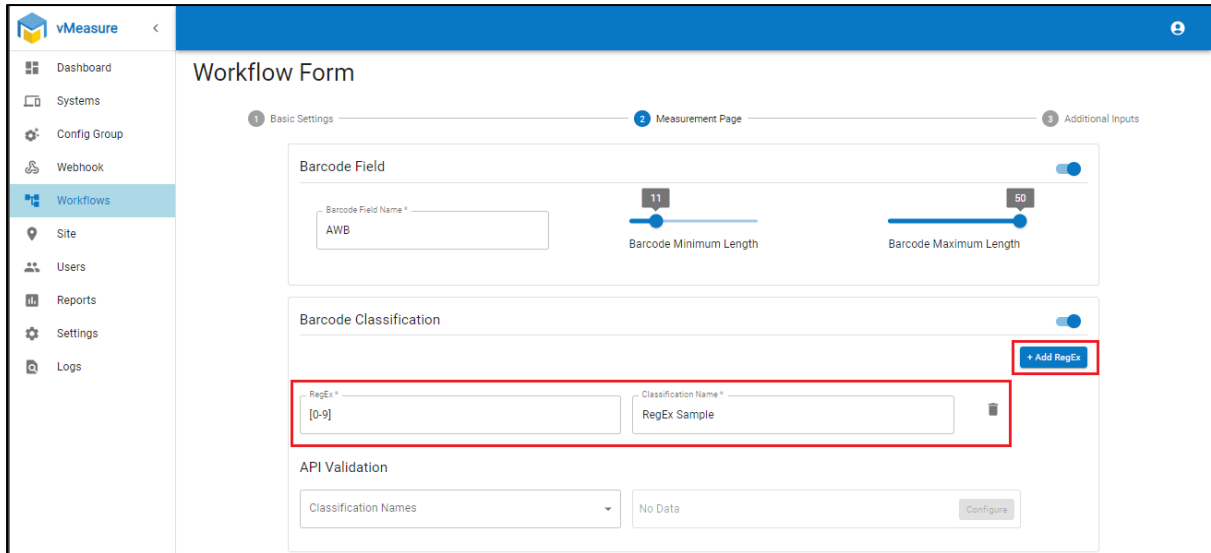 vMeasure
Dashboard
Systems
Config Group
Webhook
Workflows
Site
Users
Reports
Settings
Logs
Workflow Form
1 Basic Settings
2 Measurement Page
3 Additional Inputs
Barcode Field
Barcode Field Name *
AWB
11
Barcode Minimum Length
50
Barcode Maximum Length
Barcode Classification
+ Add RegEx
RegEx *
[0-9]
Classification Name *
RegEx Sample
API Validation
Classification Names
No Data
Configure